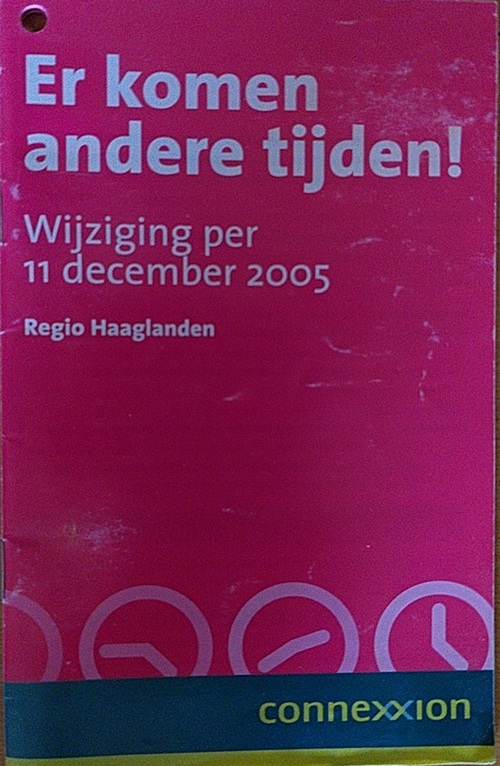 Er komen
andere tijden!
Wijziging per
11 december 2005
Regio Haaglanden
connexxion